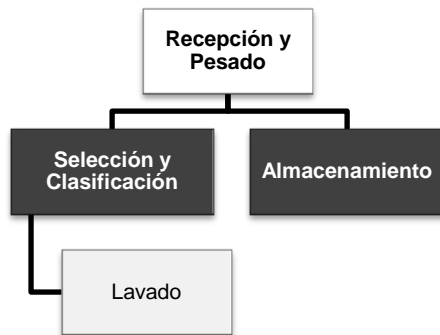 Recepción y
Pesado
Selección y
Clasificación
Almacenamiento
Lavado